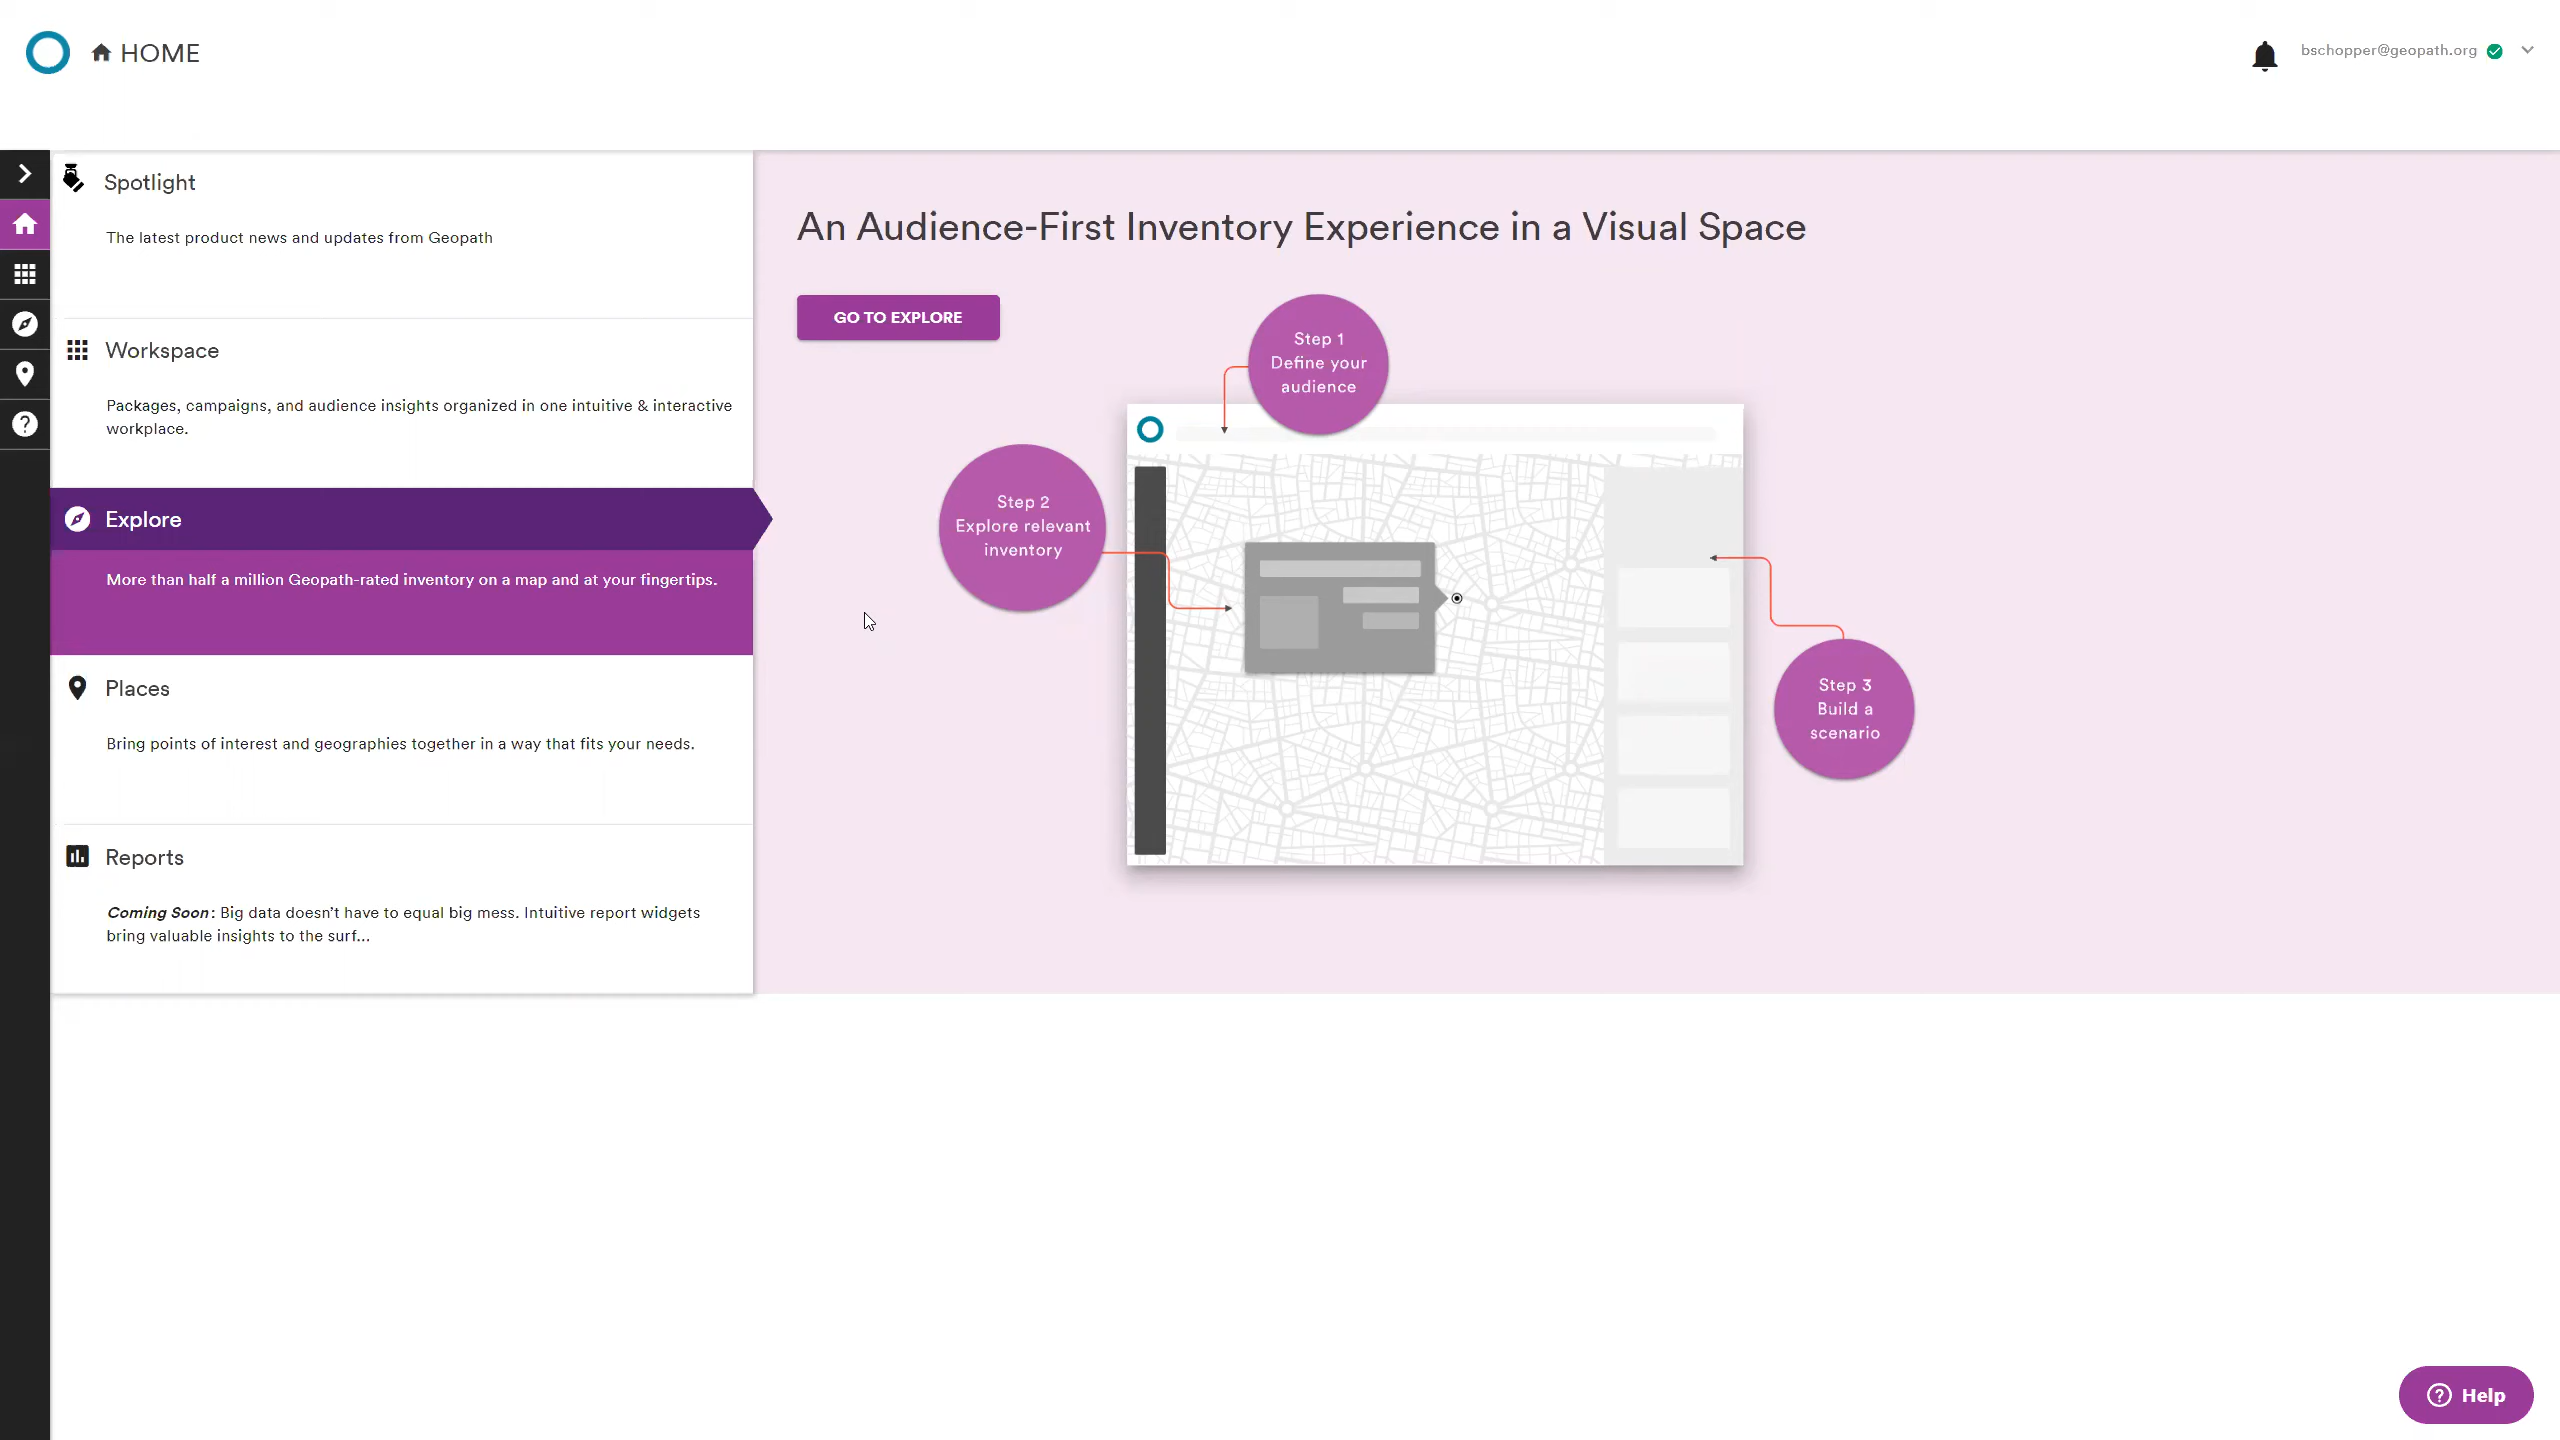 HOME
bschopper@geopath.org
Spotlight
The latest product news and updates from Geopath
Workspace
Packages, campaigns, and audience insights organized in one intuitive & interactive
workplace.
Explore
More than half a million Geopath-rated inventory on a map and at your fingertips.
Places
Bring points of interest and geographies together in a way that fits your needs.
Reports
Coming Soon: Big data doesn't have to equal big mess. Intuitive report widgets
bring valuable insights to the surf...
An Audience-First Inventory Experience in a Visual Space
GO TO EXPLORE
Step 1
Define your
audience
Step 2
Explore relevant
inventory
Step 3
Build a
scenario
Help